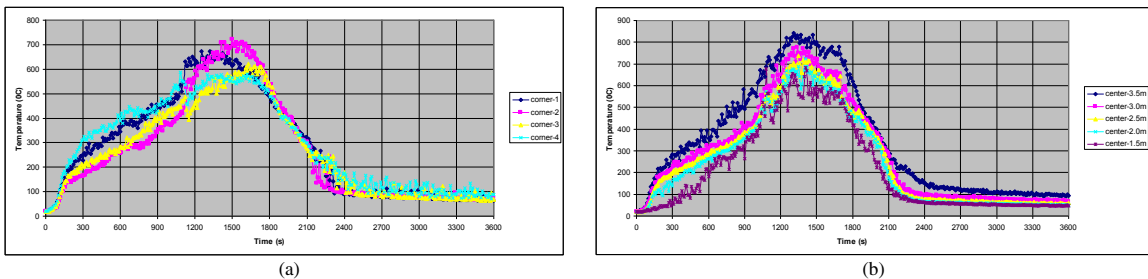 800
700
600
500
400
300
200
100
0
Temperature (0C)
0 300 600 900 1200 1500 1800 2100 2400 2700 3000 3300 3600
Time (s)
corner-1
corner-2
corner-3
corner-4
(a)
900
800
700
600
500
400
300
200
100
0
Temperature (0C)
0 300 600 900 1200 1500 1800 2100 2400 2700 3000 3300 3600
Time (s)
center-3.5m
center-3.0m
center-2.5m
center-2.0m
center-1.5m
(b)